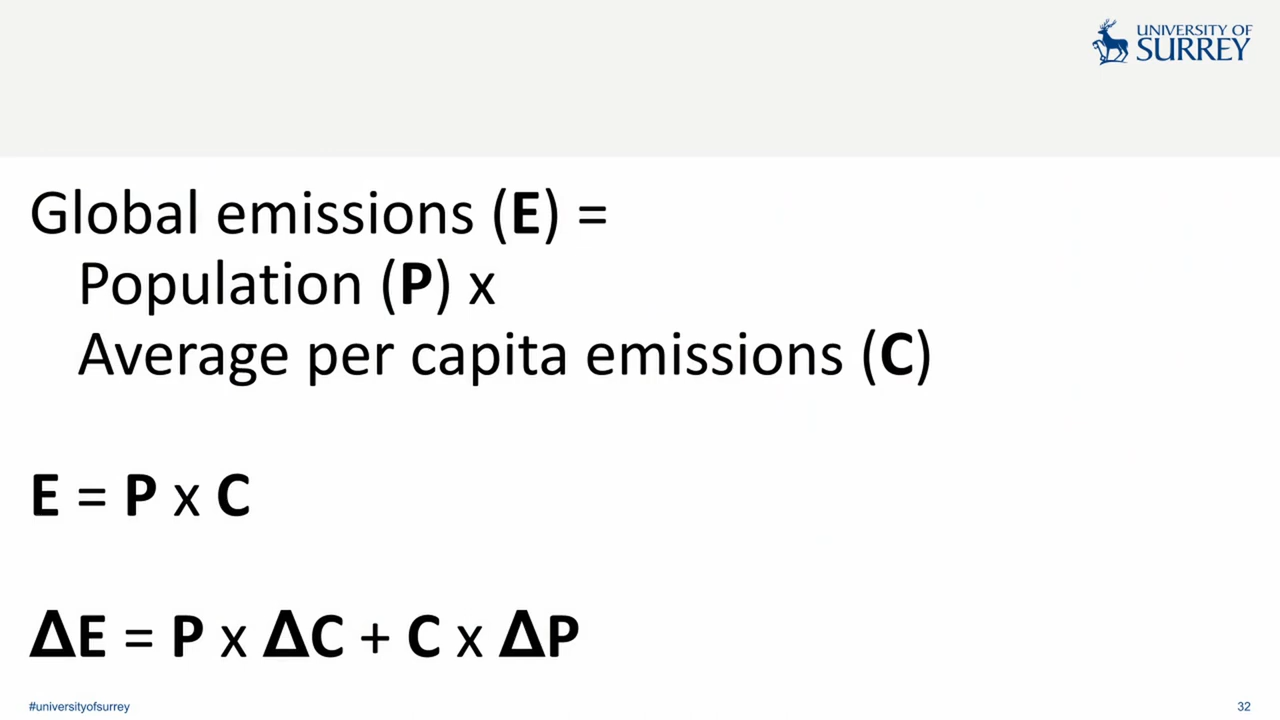 UNIVERSITY OF
SURREY
Global emissions (E) =
Population (P) x
Average per capita emissions (C)
E = P x C
ΔE = P x ΔC + C x ΔP
#universityofsurrey
32